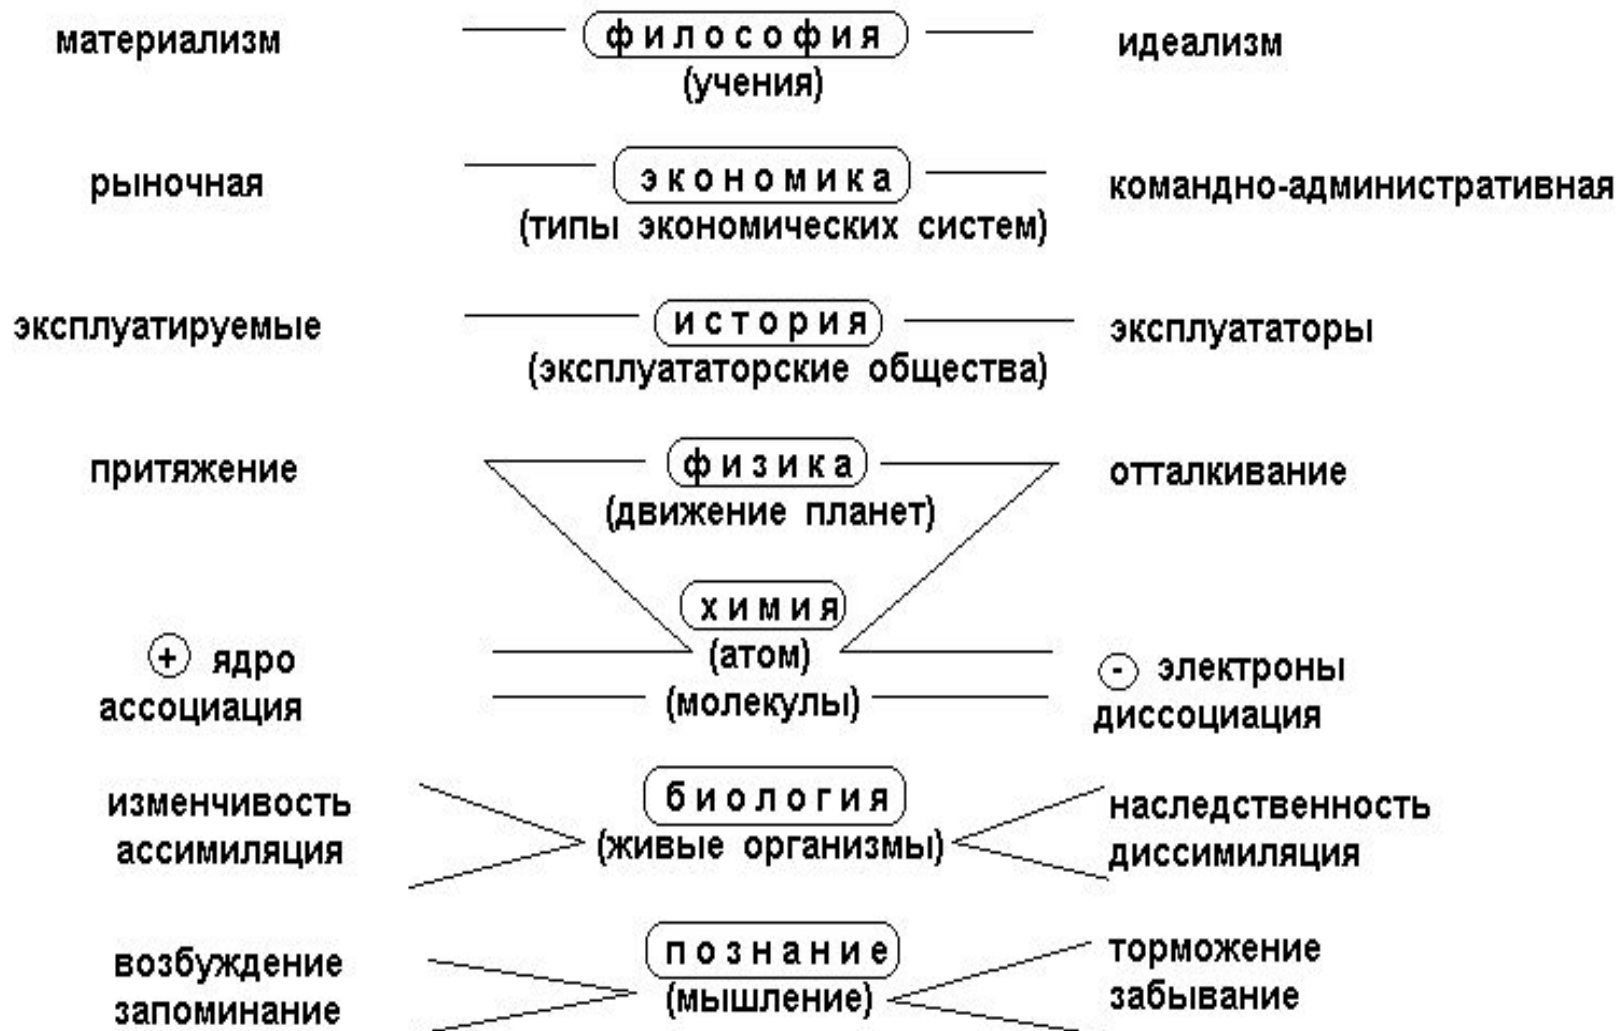 материализм философия идеализм
(учения)
рыночная экономика командно-административная
(типы экономических систем)
эксплуатируемые история эксплуататоры
(эксплуататорские общества)
притяжение физика отталкивание
(движение планет)
химия
+ ядро (атом) - электроны
ассоциация (молекулы) диссоциация
изменчивость биология наследственность
ассимиляция (живые организмы) диссимиляция
возбуждение познание торможение
запоминание (мышление) забывание